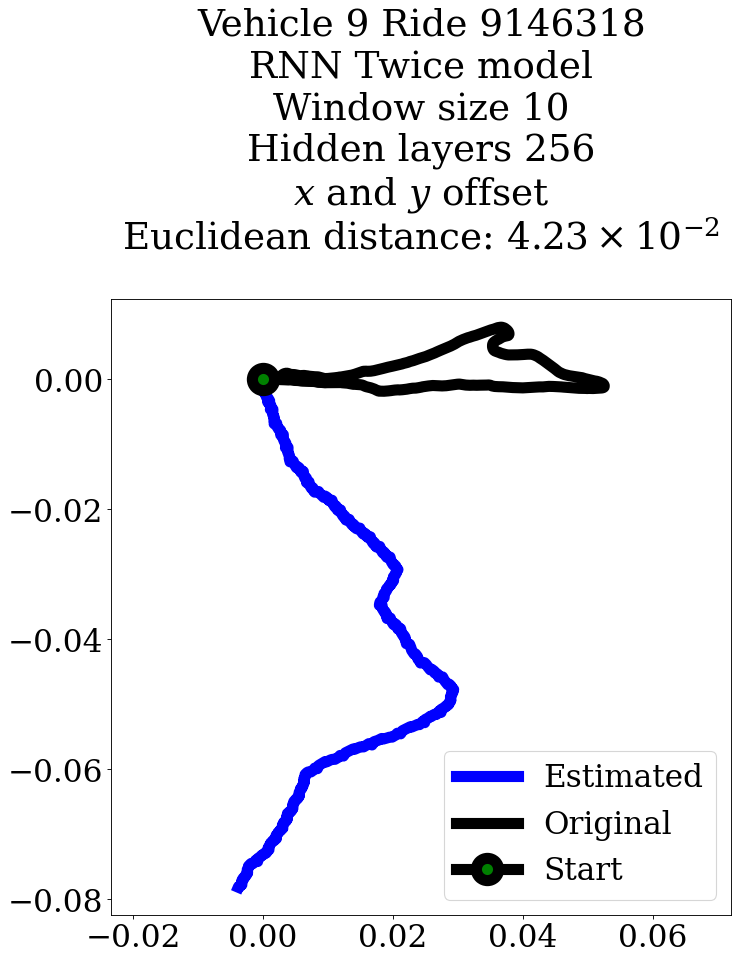 Vehicle 9 Ride 9146318
RNN Twice model
Window size 10
Hidden layers 256
x and y offset
Euclidean distance: 4.23 × 10⁻²
0.00
−0.02
−0.04
−0.06
−0.08
Estimated
Original
Start
−0.02 0.00 0.02 0.04 0.06